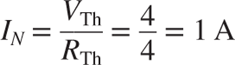 I_N = V_Th / R_Th = 4 / 4 = 1 A